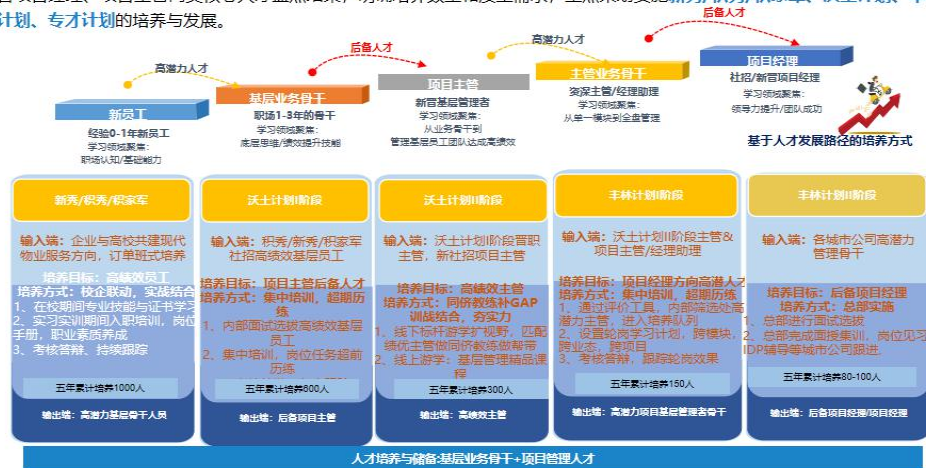 计划、专才计划的培养与发展。
高潜力人才
后备人才
高潜力人才
后备人才
新员工
基层业务骨干
项目主管
主管业务骨干
项目经理
经验0-1年新员工
学习领域聚焦：
职场认知/基础能力
职场1-3年的骨干
学习领域聚焦：
底层思维/绩效提升技能
新晋基层管理者
学习领域聚焦：
从业务骨干到
管理基层员工团队达成高绩效
资深主管/经理助理
学习领域聚焦：
从单一模块到全盘管理
社招/新晋项目经理
学习领域聚焦：
领导力提升/团队成功
基于人才发展路径的培养方式
新秀/积秀/积家军
输入端：企业与高校共建现代
物业服务方向，订单班式培养
培养目标：高绩效员工
培养方式：校企联动，实战结合
1、在校期间专业技能与证书学习
2、实习实训期间入职培训，岗位
手册，职业素质养成
3、考核答辩、持续跟踪
五年累计培养1000人
输出端：高潜力基层骨干人员
沃土计划I阶段
输入端：积秀/新秀/积家军
社招高绩效基层员工
培养目标：项目主管后备人才
培养方式：集中培训，超期历
练
1、内部面试选拔高绩效基层
员工
2、集中培训，岗位任务超前
历练
五年累计培养600人
输出端：后备项目主管
沃土计划II阶段
输入端：沃土计划I阶段晋职
主管，新社招项目主管
培养目标：高绩效主管
培养方式：同侪教练补GAP
训战结合，夯实力
1、线下标杆游学扩视野，匹配
绩优主管做同侪教练做帮带
2、线上游学：基层管理精品课
程
五年累计培养300人
输出端：高绩效主管
丰林计划I阶段
输入端：沃土计划II阶段主管&
项目主管/经理助理
培养目标：项目经理方向高潜人才
培养方式：集中培训，超期历练
1、通过评价工具，内部筛选处高
潜力主管，进入培养队列
2、设置轮岗学习计划，跨模块，
跨业态，跨项目
3、考核答辩，跟踪轮岗效果
五年累计培养150人
输出端：高潜力项目基层管理者骨干
丰林计划II阶段
输入端：各城市公司高潜力
管理骨干
培养目标：后备项目经理
培养方式：总部实施
1、总部进行面试选拔
2、总部完成面授集训，岗位见习
IDP辅导等城市公司跟进
五年累计培养80-100人
输出端：后备项目经理/项目经理
人才培养与储备:基层业务骨干+项目管理人才